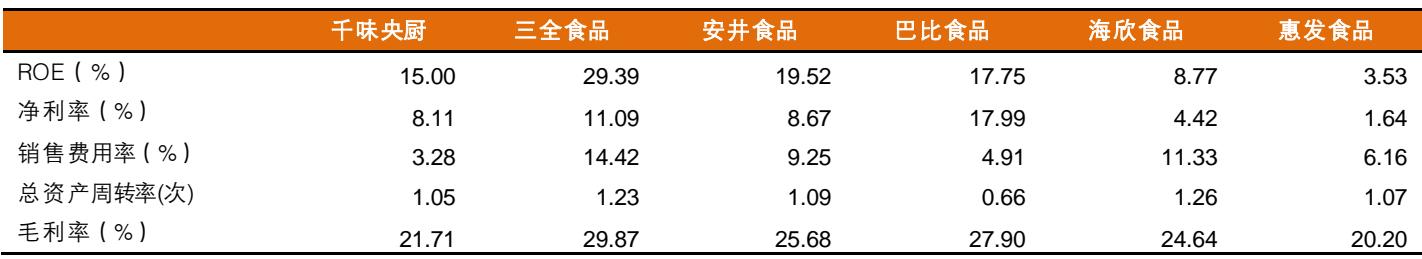 千味央厨 三全食品 安井食品 巴比食品 海欣食品 惠发食品
ROE（%） 15.00 29.39 19.52 17.75 8.77 3.53
净利率（%） 8.11 11.09 8.67 17.99 4.42 1.64
销售费用率（%） 3.28 14.42 9.25 4.91 11.33 6.16
总资产周转率(次) 1.05 1.23 1.09 0.66 1.26 1.07
毛利率（%） 21.71 29.87 25.68 27.90 24.64 20.20